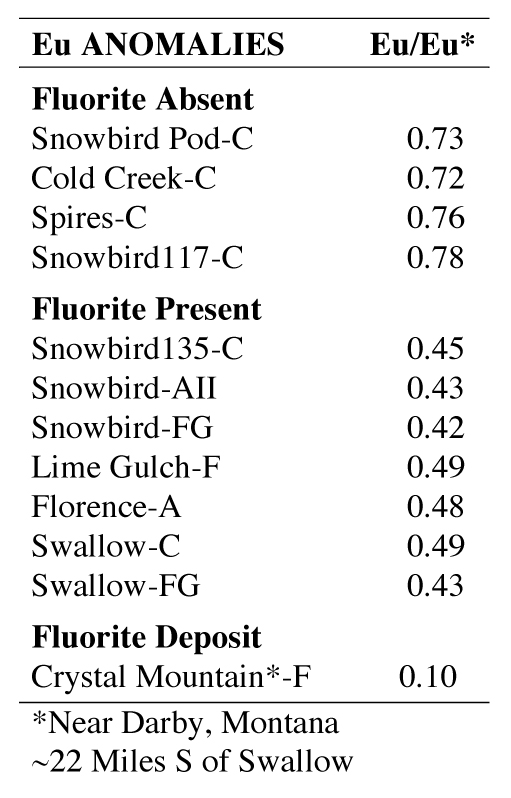 Eu ANOMALIES Eu/Eu*
Fluorite Absent
Snowbird Pod-C 0.73
Cold Creek-C 0.72
Spires-C 0.76
Snowbird117-C 0.78
Fluorite Present
Snowbird135-C 0.45
Snowbird-AII 0.43
Snowbird-FG 0.42
Lime Gulch-F 0.49
Florence-A 0.48
Swallow-C 0.49
Swallow-FG 0.43
Fluorite Deposit
Crystal Mountain*-F 0.10
*Near Darby, Montana
~22 Miles S of Swallow